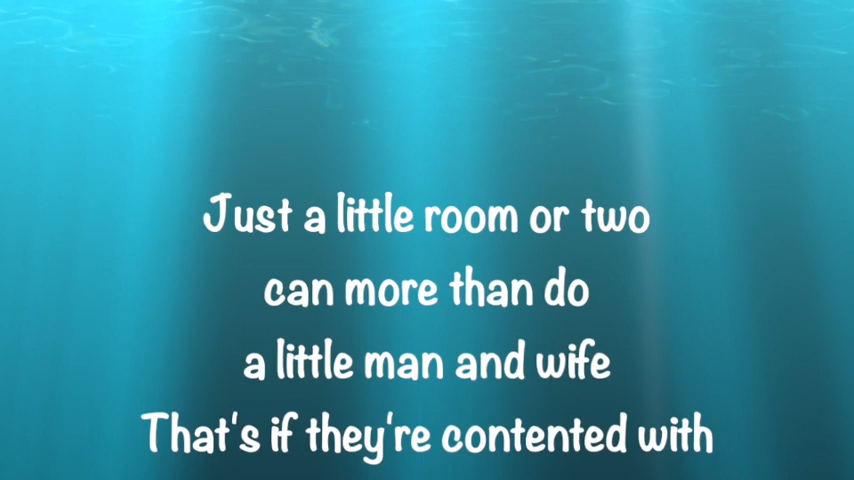 Just a little room or two
can more than do
a little man and wife
That's if they're contented with